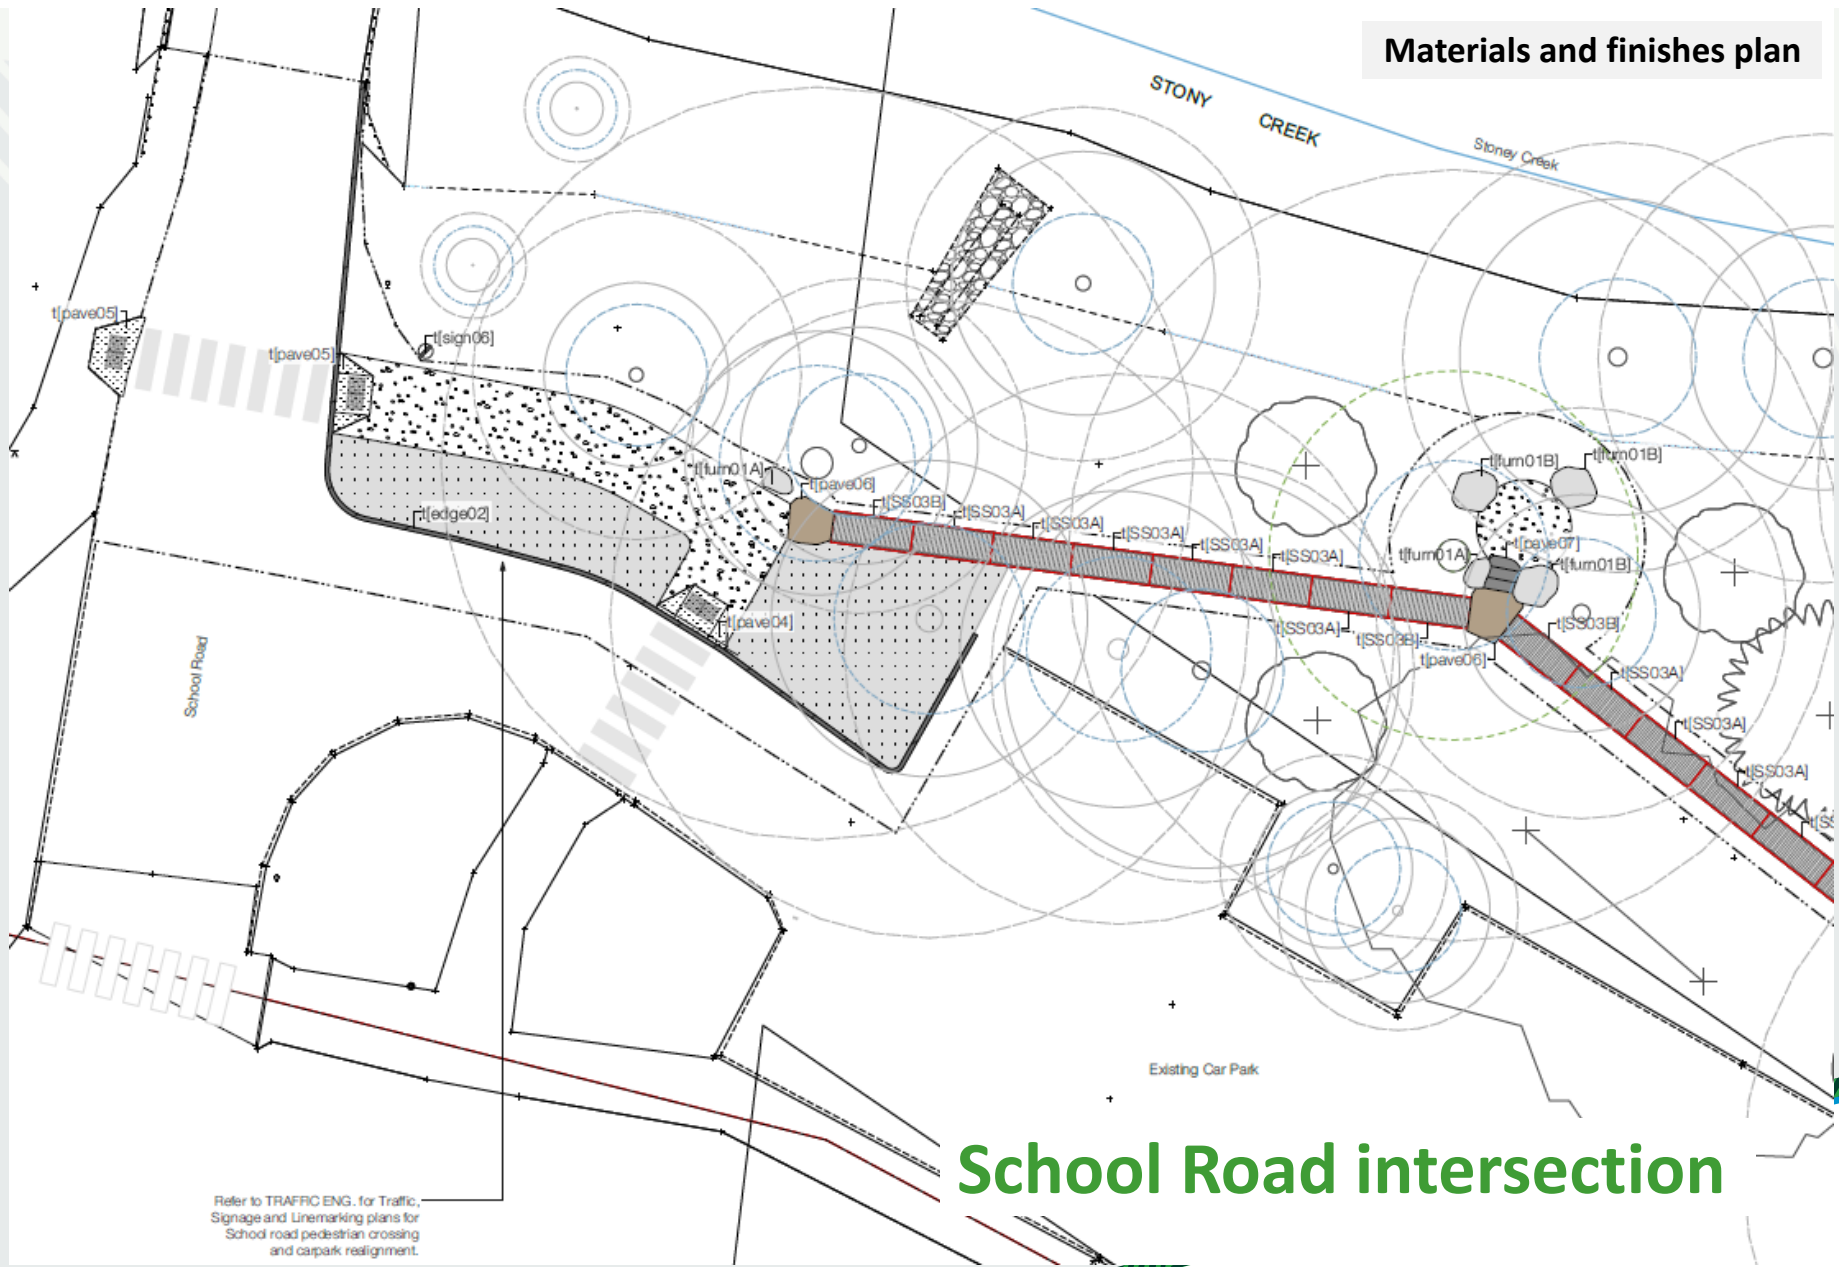 Materials and finishes plan
STONY CREEK
Stoney Creek
t[pave05]
t[sign06]
t[pave05]
t[furn01A]
t[pave06]
t[edge02]
t[SS03B]
t[SS03A]
t[SS03A]
t[SS03A]
t[SS03A]
t[SS03A]
t[furn01B]
t[furn01B]
t[furn01A]
t[pave07]
t[furn01B]
t[pave04]
t[SS03A]
t[SS03B]
t[pave06]
t[SS03B]
t[SS03A]
t[SS03A]
t[SS03A]
School Road
Existing Car Park
School Road intersection
Refer to TRAFFIC ENG. for Traffic,
Signage and Linemarking plans for
School road pedestrian crossing
and carpark realignment.